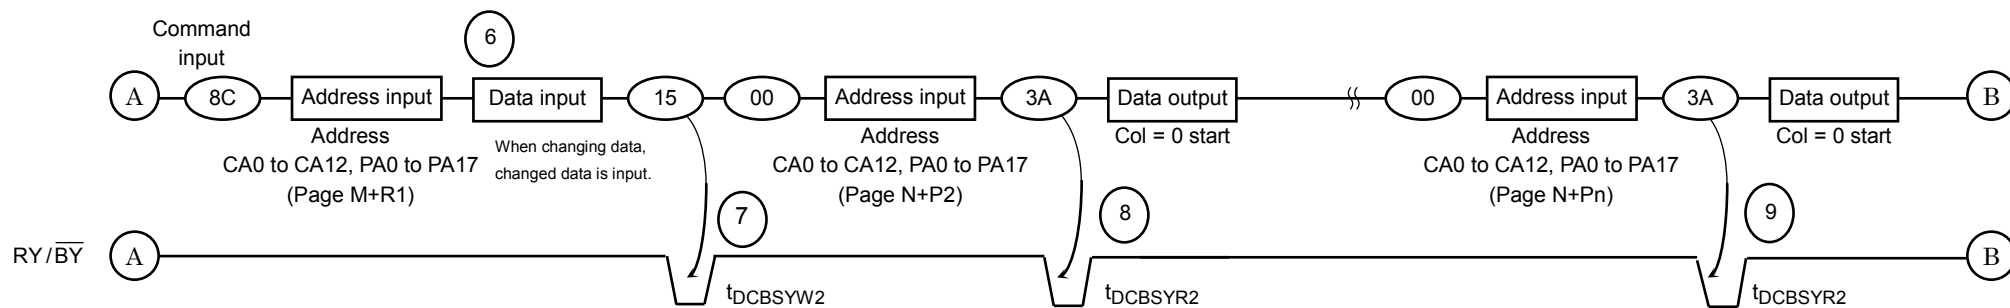 Command
input
6
A 8C Address input Data input 15 00 Address input 3A Data output 00 Address input 3A Data output B
Address
CA0 to CA12, PA0 to PA17
(Page M+R1)
When changing data,
changed data is input.
Address
CA0 to CA12, PA0 to PA17
(Page N+P2)
Col = 0 start
Address
CA0 to CA12, PA0 to PA17
(Page N+Pn)
Col = 0 start
7
8
9
RY/BY A B
tDCBSYW2
tDCBSYR2
tDCBSYR2